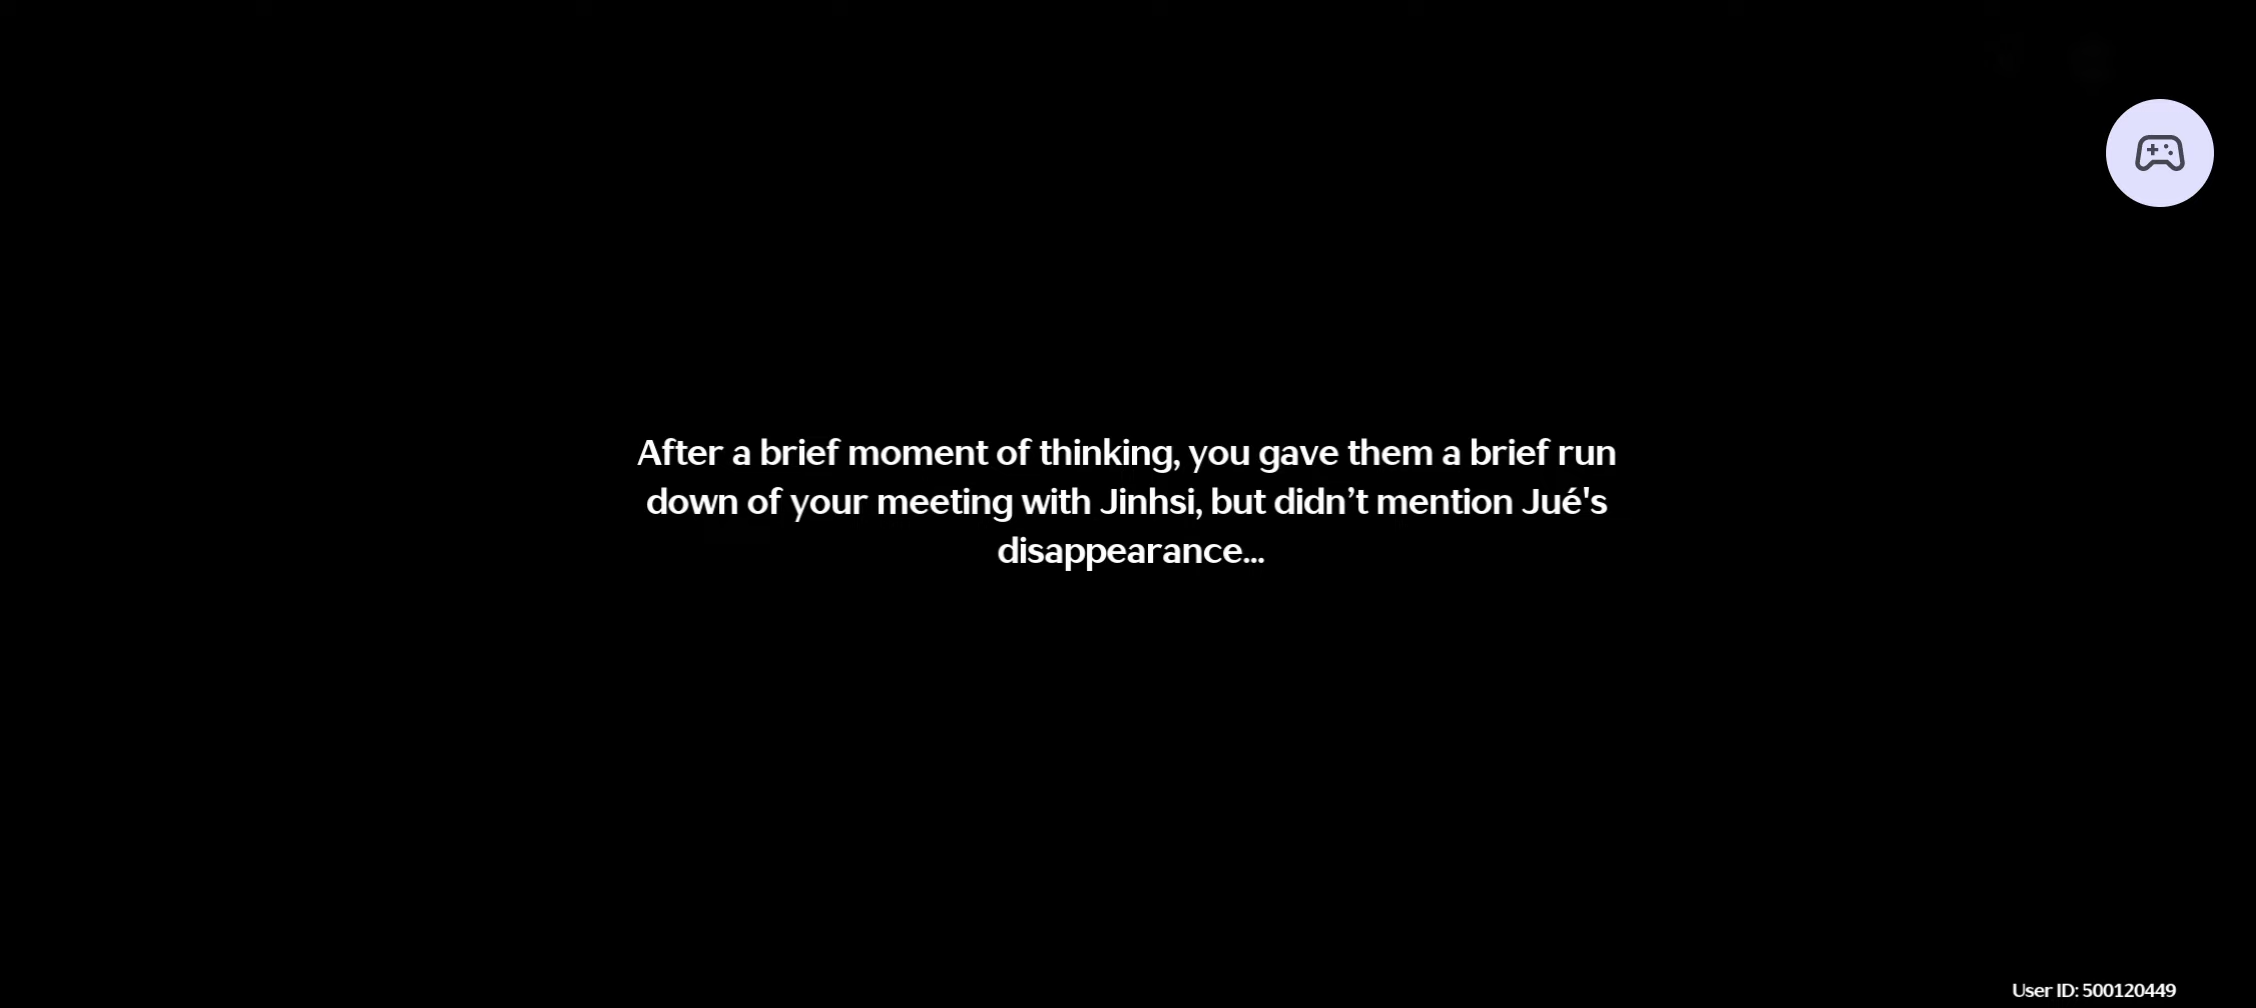 After a brief moment of thinking, you gave them a brief run
down of your meeting with Jinhsi, but didn’t mention Jué's
disappearance...
User ID: 500120449